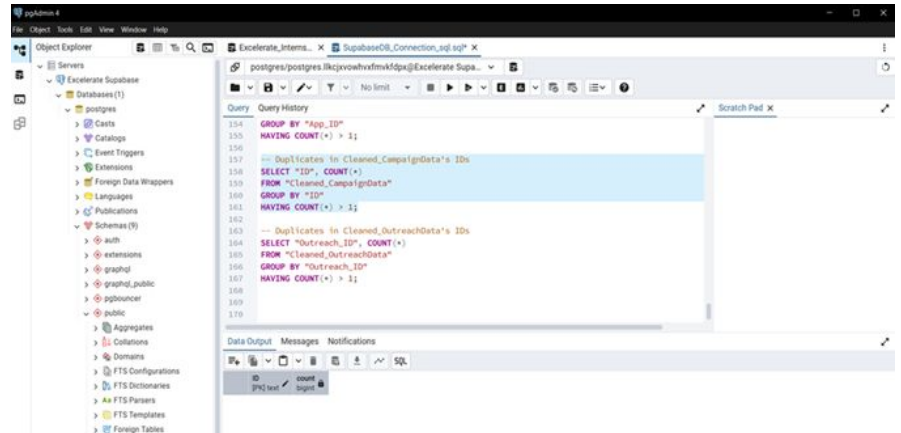 pgAdmin 4
File Object Tools Edit View Window Help
Object Explorer
Excelerate_Interns... X
SupabaseDB_Connection_sql.sql* X
Servers
Excelerate Supabase
Databases (1)
postgres
Casts
Catalogs
Event Triggers
Extensions
Foreign Data Wrappers
Languages
Publications
Schemas (9)
auth
extensions
graphql
graphql_public
pgbouncer
public
Aggregates
Collations
Domains
FTS Configurations
FTS Dictionaries
FTS Parsers
FTS Templates
Foreign Tables
No limit
Query Query History
Scratch Pad X
154 GROUP BY "App_ID"
155 HAVING COUNT(*) > 1;
156
157 -- Duplicates in Cleaned_CampaignData's IDs
158 SELECT "ID", COUNT(*)
159 FROM "Cleaned_CampaignData"
160 GROUP BY "ID"
161 HAVING COUNT(*) > 1;
162
163 -- Duplicates in Cleaned_OutreachData's IDs
164 SELECT "Outreach_ID", COUNT(*)
165 FROM "Cleaned_OutreachData"
166 GROUP BY "Outreach_ID"
167 HAVING COUNT(*) > 1;
168
169
170
Data Output Messages Notifications
SQL
ID
[PK] text
count
bigint